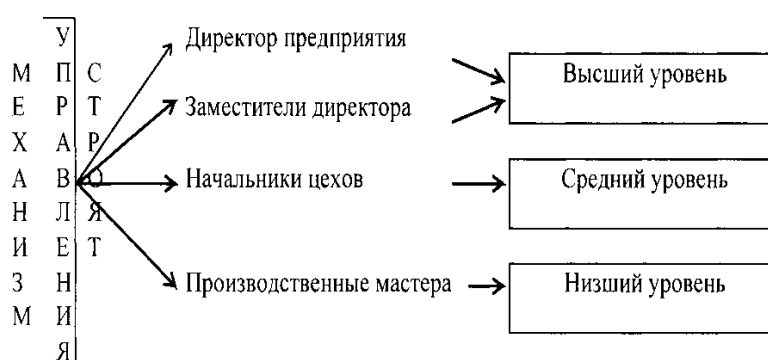 МЕХАНИЗМ
УПРАВЛЕНИЯ
СТРОЯТ
Директор предприятия
Высший уровень
Заместители директора
Начальники цехов
Средний уровень
Производственные мастера
Низший уровень